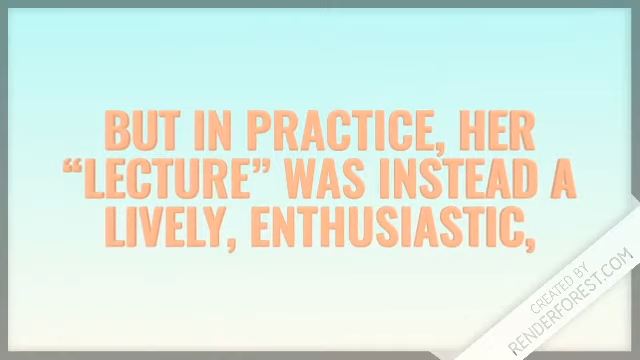 BUT IN PRACTICE, HER
“LECTURE” WAS INSTEAD A
LIVELY, ENTHUSIASTIC,
CREATED BY
RENDERFOREST.COM